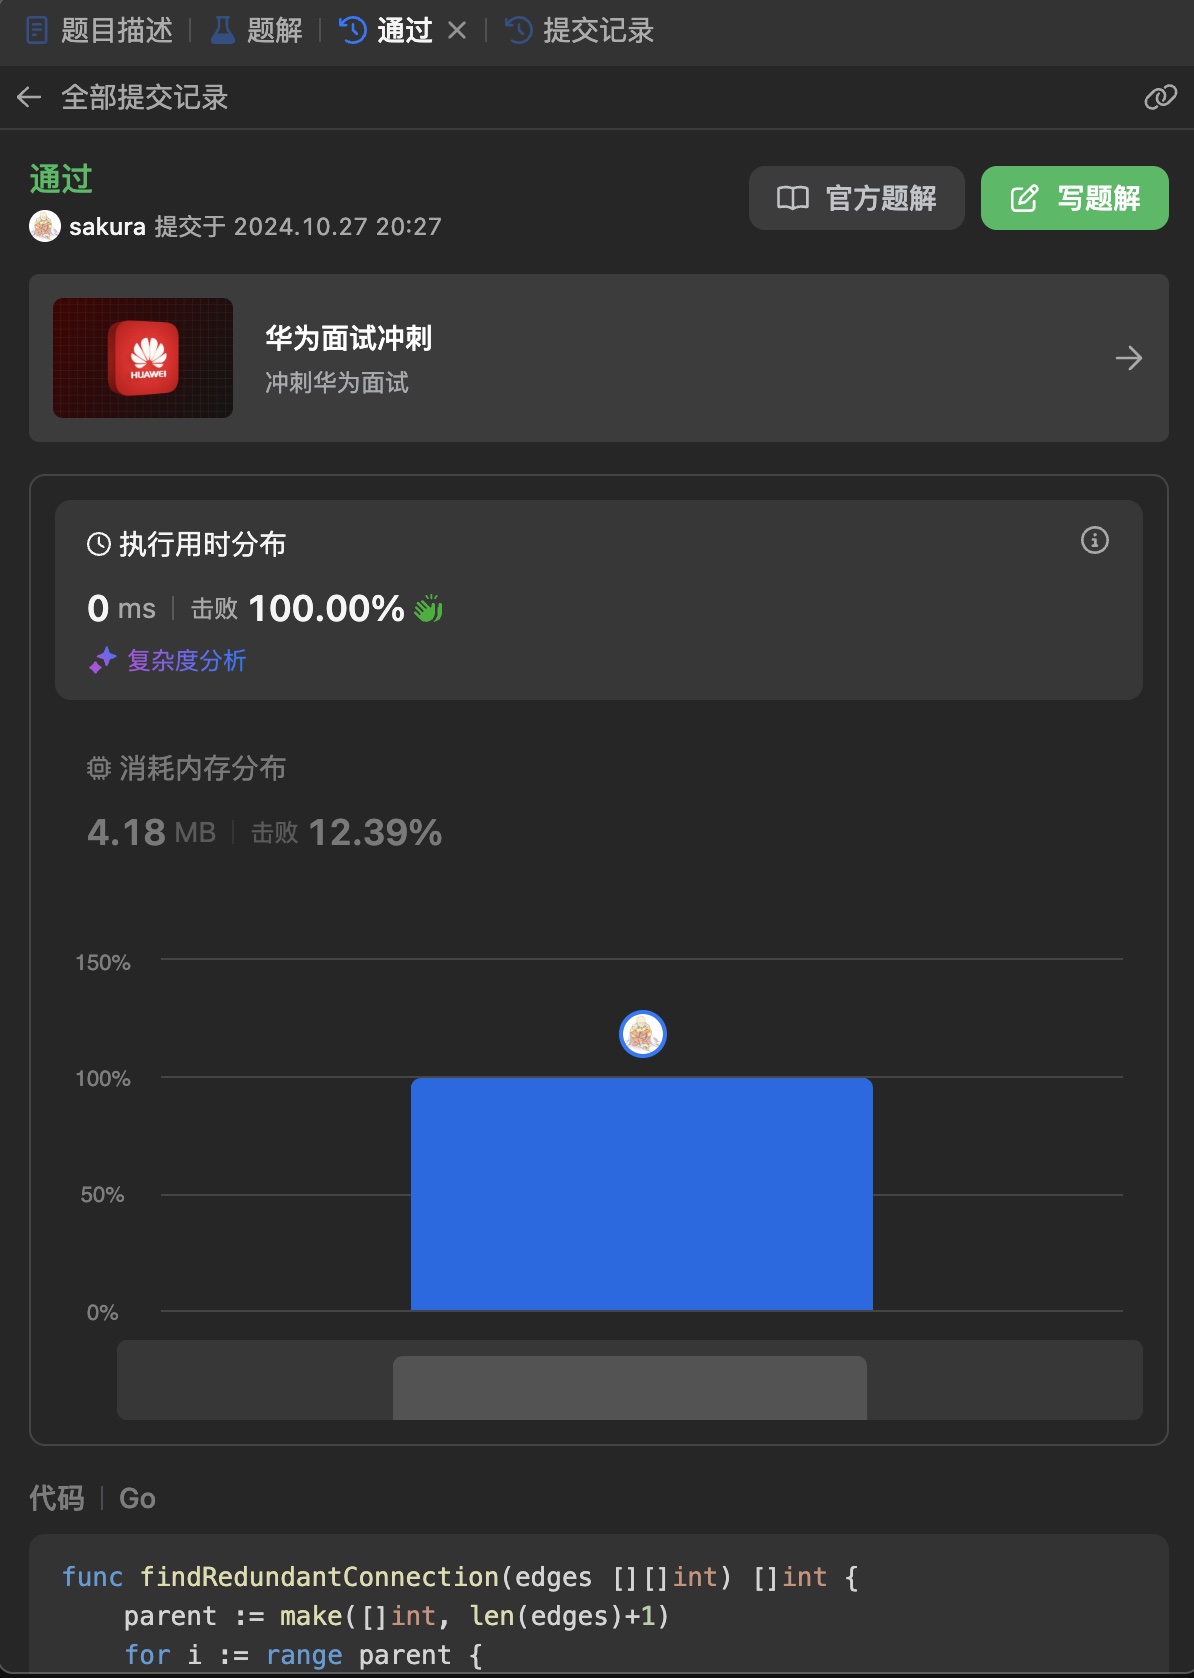 题目描述 | 题解 | 通过 | 提交记录
全部提交记录
通过
官方题解
写题解
sakura 提交于 2024.10.27 20:27
HUAWEI
华为面试冲刺
冲刺华为面试
执行用时分布
0 ms | 击败 100.00%
复杂度分析
消耗内存分布
4.18 MB | 击败 12.39%
150%
100%
50%
0%
代码 | Go
func findRedundantConnection(edges [][]int) []int {
    parent := make([]int, len(edges)+1)
    for i := range parent {